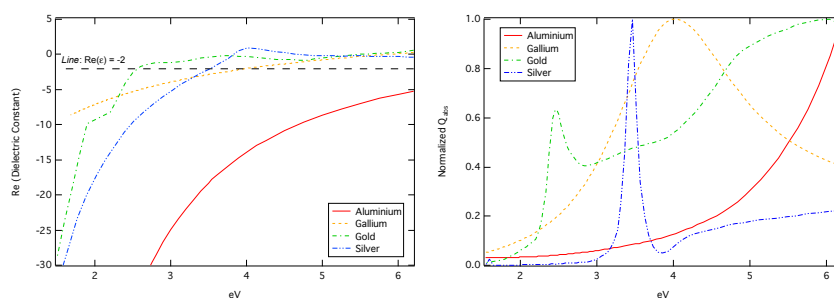 5
0
-5
-10
-15
-20
-25
-30
Re (Dielectric Constant)
Line: Re(ε) = -2
Aluminium
Gallium
Gold
Silver
2
3
4
5
6
eV
1.0
0.8
0.6
0.4
0.2
0.0
Normalized Qabs
Aluminium
Gallium
Gold
Silver
2
3
4
5
6
eV